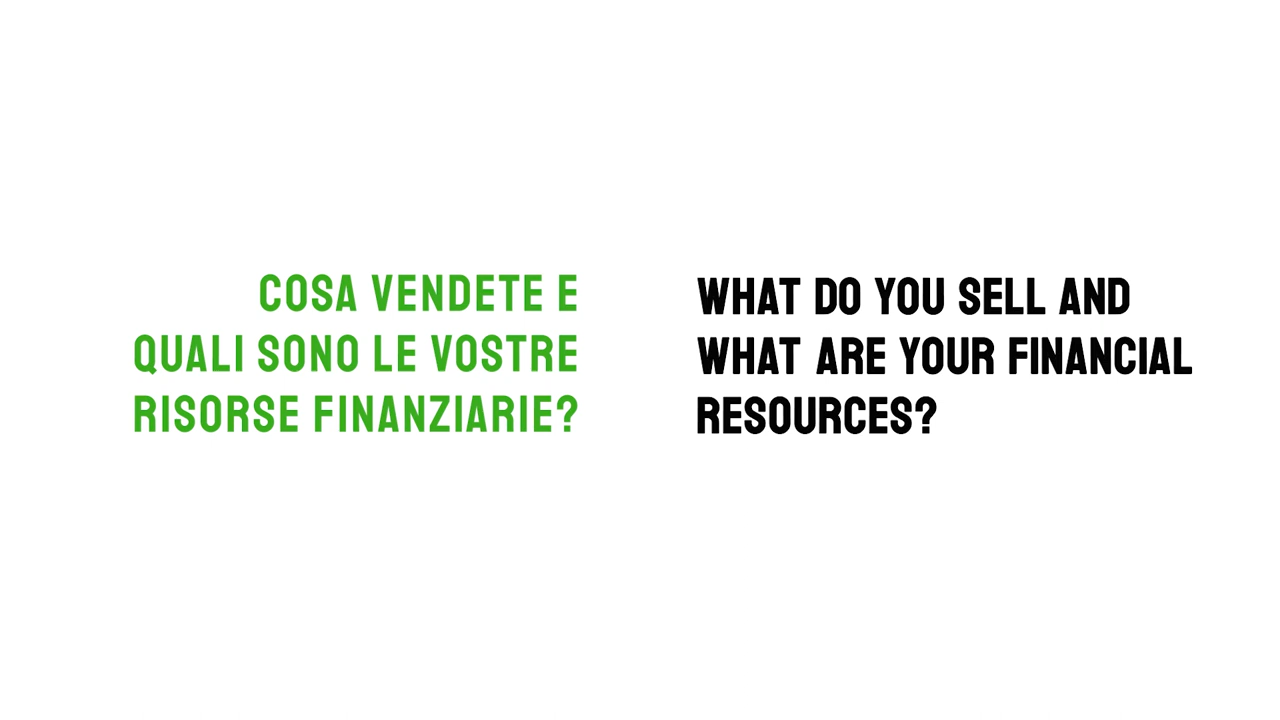 COSA VENDETE E
QUALI SONO LE VOSTRE
RISORSE FINANZIARIE?
WHAT DO YOU SELL AND
WHAT ARE YOUR FINANCIAL
RESOURCES?